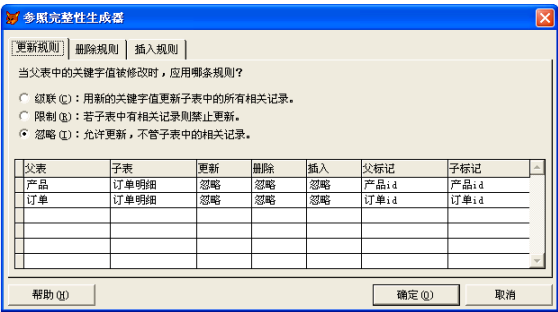 参照完整性生成器
更新规则 删除规则 插入规则
当父表中的关键字值被修改时，应用哪条规则？
级联(C)：用新的关键字值更新子表中的所有相关记录。
限制(R)：若子表中有相关记录则禁止更新。
忽略(I)：允许更新，不管子表中的相关记录。
父表 子表 更新 删除 插入 父标记 子标记
产品 订单明细 忽略 忽略 忽略 产品id 产品id
订单 订单明细 忽略 忽略 忽略 订单id 订单id
帮助(H) 确定(O) 取消